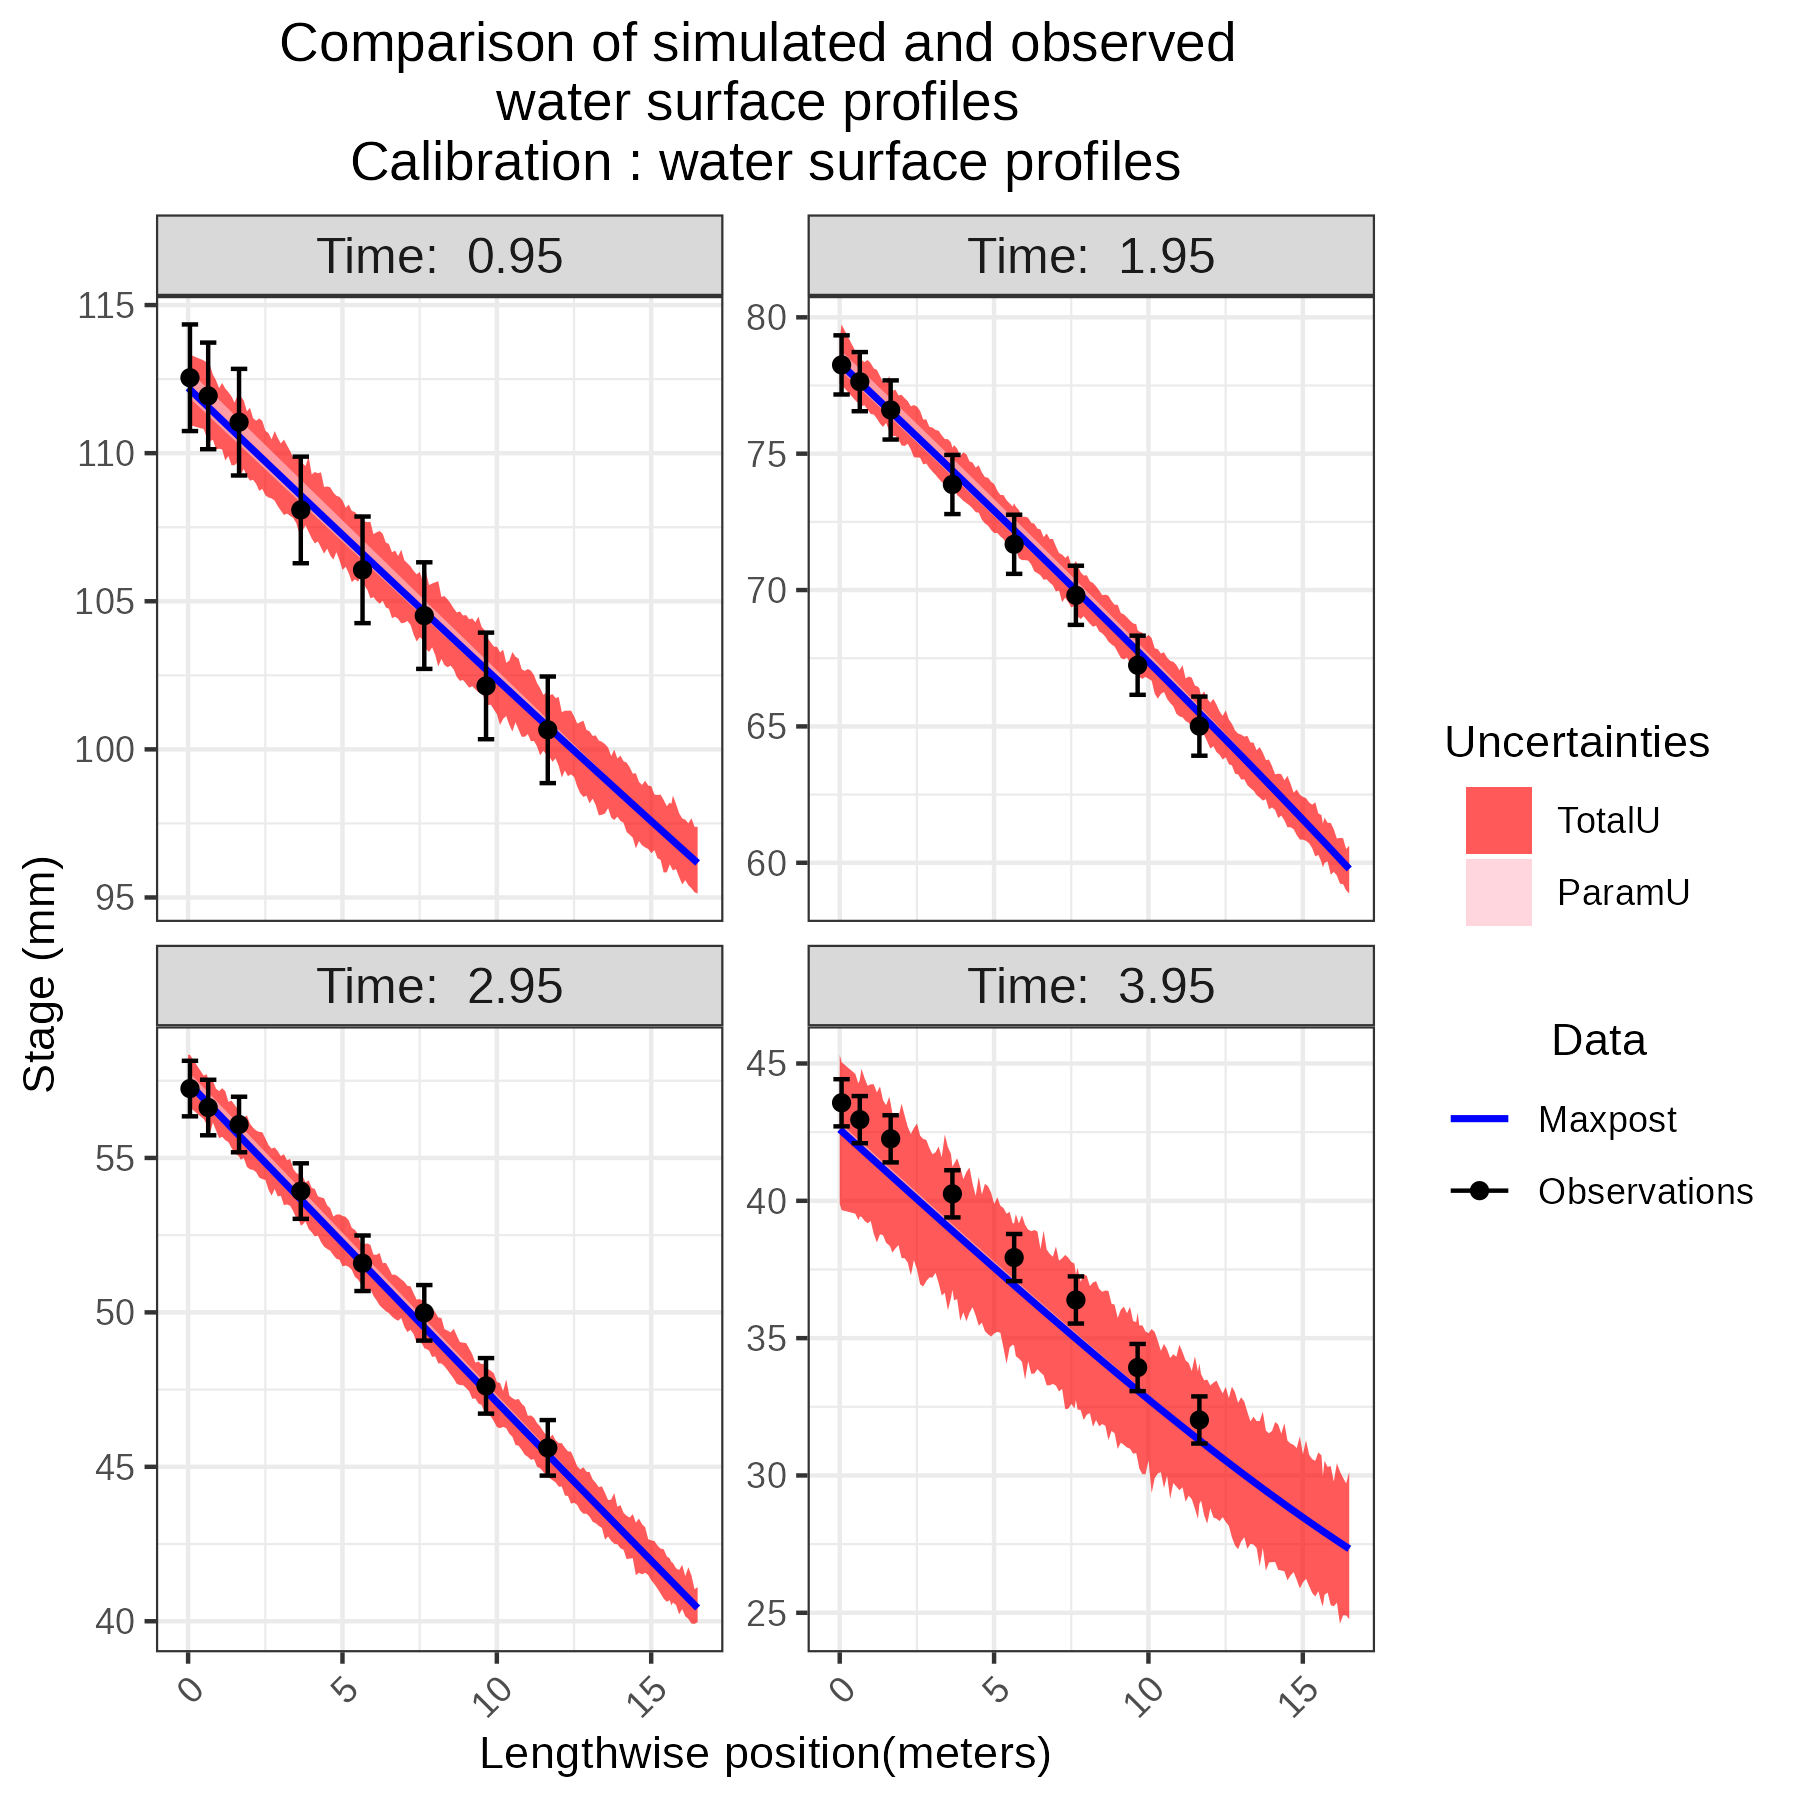 Comparison of simulated and observed
water surface profiles
Calibration : water surface profiles
Time:  0.95
Time:  1.95
115
110
105
100
95
80
75
70
65
60
Time:  2.95
Time:  3.95
55
50
45
40
45
40
35
30
25
0
5
10
15
0
5
10
15
Stage (mm)
Lengthwise position(meters)
Uncertainties
TotalU
ParamU
Data
Maxpost
Observations